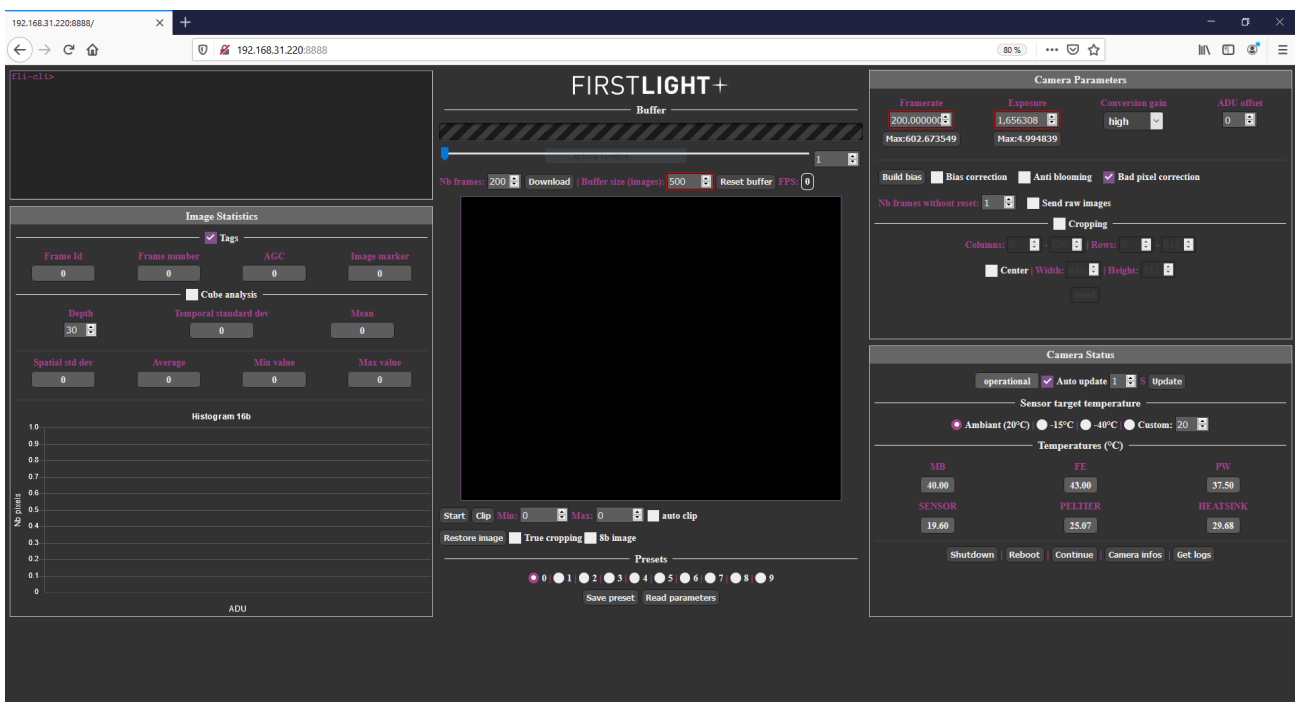 192.168.31.220:8888/
192.168.31.220:8888
80 %
fli-cli>
Image Statistics
Tags
Frame Id Frame number AGC Image marker
0 0 0 0
Cube analysis
Depth Temporal standard dev Mean
30 0 0
Spatial std dev Average Min value Max value
0 0 0 0
Histogram 16b
1.0
0.9
0.8
0.7
0.6
0.5
0.4
0.3
0.2
0.1
0
Nb pixels
ADU
FIRSTLIGHT+
Buffer
1
Nb frames: 200 Download | Buffer size (images): 500 Reset buffer FPS: 0
Start Clip Min: 0 Max: 0 auto clip
Restore image True cropping 8b image
Presets
0 | 1 | 2 | 3 | 4 | 5 | 6 | 7 | 8 | 9
Save preset Read parameters
Camera Parameters
Framerate Exposure Conversion gain ADU offset
200.000000 1,656308 high 0
Max:602.673549 Max:4.994839
Build bias Bias correction Anti blooming Bad pixel correction
Nb frames without reset: 1 Send raw images
Cropping
Columns: - | Rows: -
Center | Width: | Height:
Camera Status
operational Auto update 1 S Update
Sensor target temperature
Ambiant (20°C) | -15°C | -40°C | Custom: 20
Temperatures (°C)
MB FE PW
40.00 43.00 37.50
SENSOR PELTIER HEATSINK
19.60 25.07 29.68
Shutdown | Reboot | Continue | Camera infos | Get logs